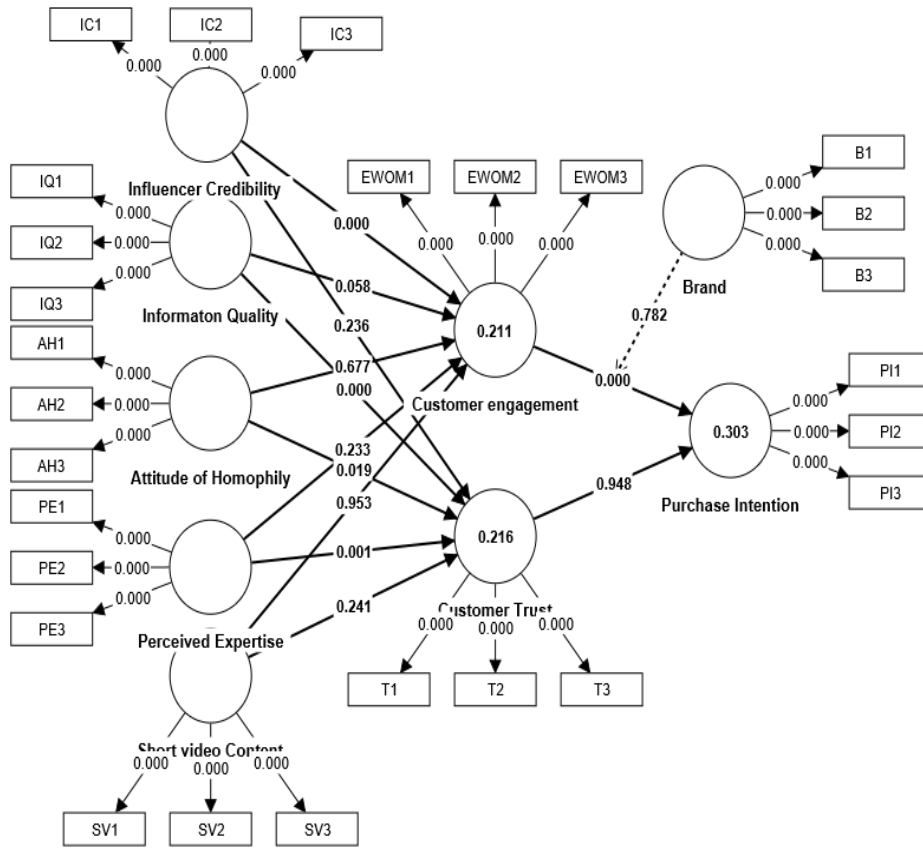 IC1
IC2
IC3
0.000
0.000
0.000
Influencer Credibility
IQ1
IQ2
IQ3
0.000
0.000
0.000
Informaton Quality
AH1
AH2
AH3
0.000
0.000
0.000
Attitude of Homophily
PE1
PE2
PE3
0.000
0.000
0.000
Perceived Expertise
Short video Content
0.000
0.000
0.000
SV1
SV2
SV3
0.000
0.058
0.236
0.677
0.000
0.233
0.019
0.953
0.001
0.241
EWOM1
EWOM2
EWOM3
0.000
0.000
0.000
0.211
Customer engagement
0.216
Customer Trust
0.000
0.000
0.000
T1
T2
T3
B1
B2
B3
0.000
0.000
0.000
Brand
0.782
0.000
0.948
0.303
Purchase Intention
0.000
0.000
0.000
PI1
PI2
PI3